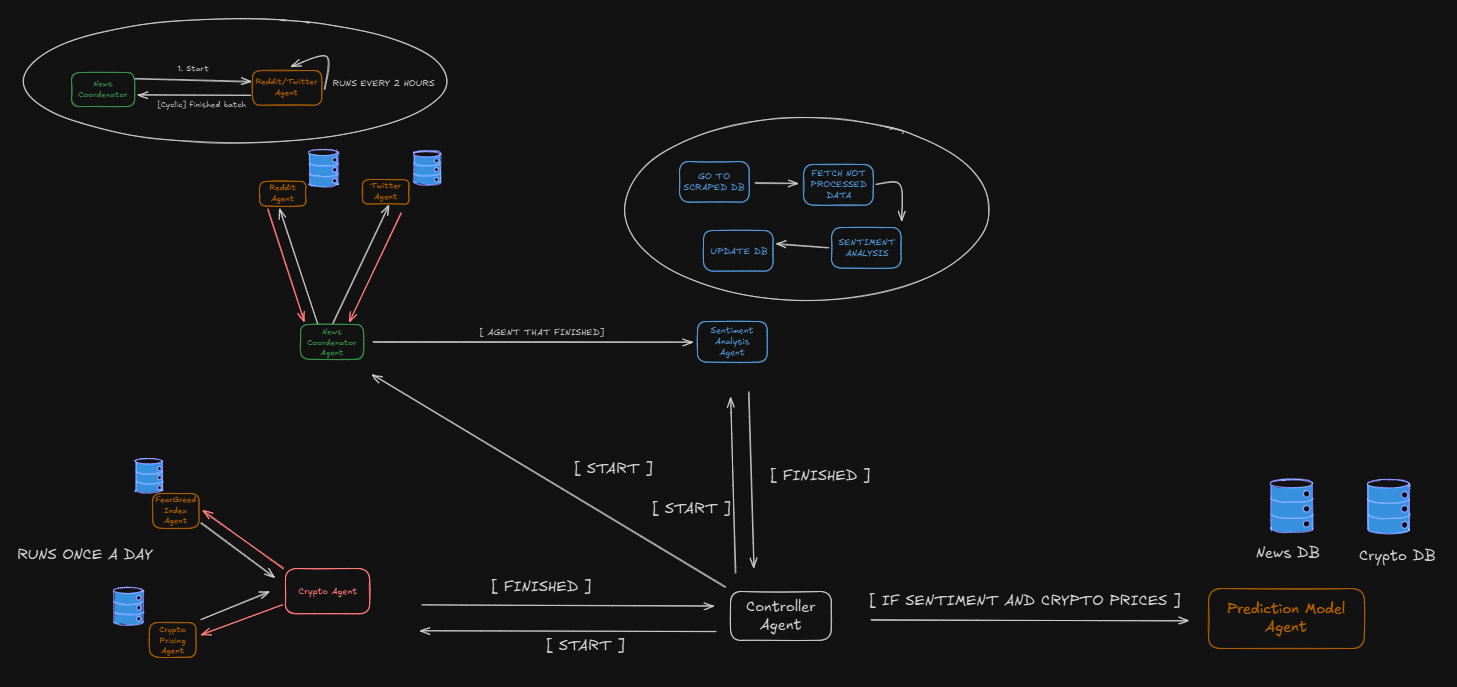 News
Coordenator
1. Start
Reddit/Twitter
Agent
RUNS EVERY 2 HOURS
[Cyclic] finished batch
Reddit
Agent
Twitter
Agent
GO TO
SCRAPED DB
FETCH NOT
PROCESSED
DATA
UPDATE DB
SENTIMENT
ANALYSIS
News
Coordenator
Agent
[ AGENT THAT FINISHED]
Sentiment
Analysis
Agent
[ START ]
[ FINISHED ]
[ START ]
FearGreed
Index
Agent
RUNS ONCE A DAY
Crypto Agent
Crypto
Pricing
Agent
[ FINISHED ]
[ START ]
Controller
Agent
[ IF SENTIMENT AND CRYPTO PRICES ]
News DB
Crypto DB
Prediction Model
Agent